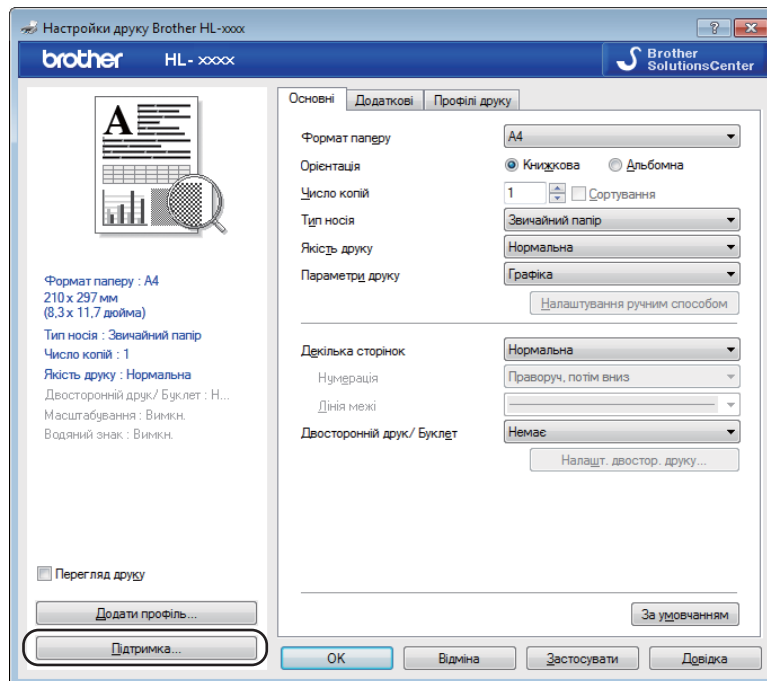 Настройки друку Brother HL-xxxx
brother HL- xxxx
Brother
SolutionsCenter
A
Формат паперу : A4
210 x 297 мм
(8,3 x 11,7 дюйма)
Тип носія : Звичайний папір
Число копій : 1
Якість друку : Нормальна
Двосторонній друк/ Буклет : Н...
Масштабування : Вимкн.
Водяний знак : Вимкн.
Перегляд друку
Додати профіль...
Підтримка...
Основні Додаткові Профілі друку
Формат паперу A4
Орієнтація Книжкова Альбомна
Число копій 1 Сортування
Тип носія Звичайний папір
Якість друку Нормальна
Параметри друку Графіка
Налаштування ручним способом
Декілька сторінок Нормальна
Нумерація Праворуч, потім вниз
Лінія межі
Двосторонній друк/ Буклет Немає
Налашт. двостор. друку...
За умовчанням
OK Відміна Застосувати Довідка